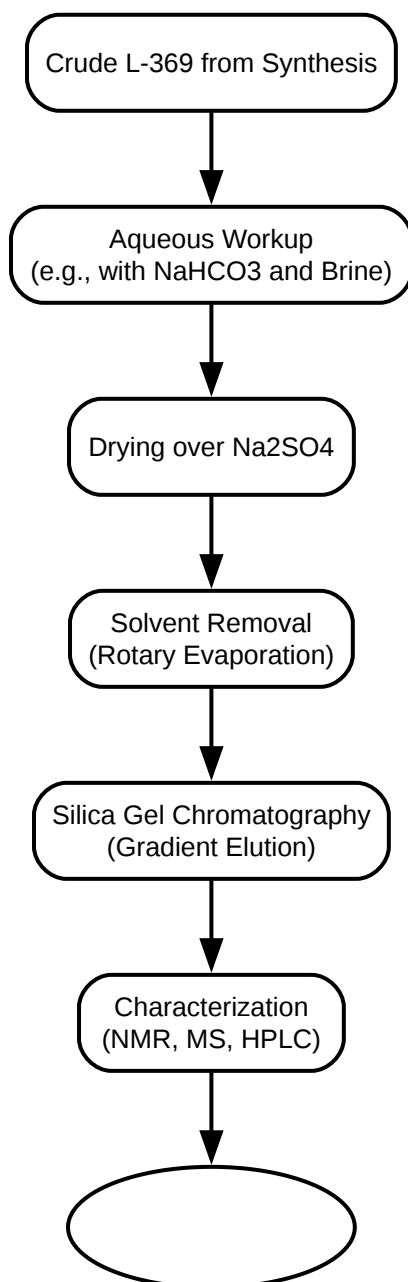 Crude L-369 from Synthesis
Aqueous Workup
(e.g., with NaHCO3 and Brine)
Drying over Na2SO4
Solvent Removal
(Rotary Evaporation)
Silica Gel Chromatography
(Gradient Elution)
Characterization
(NMR, MS, HPLC)